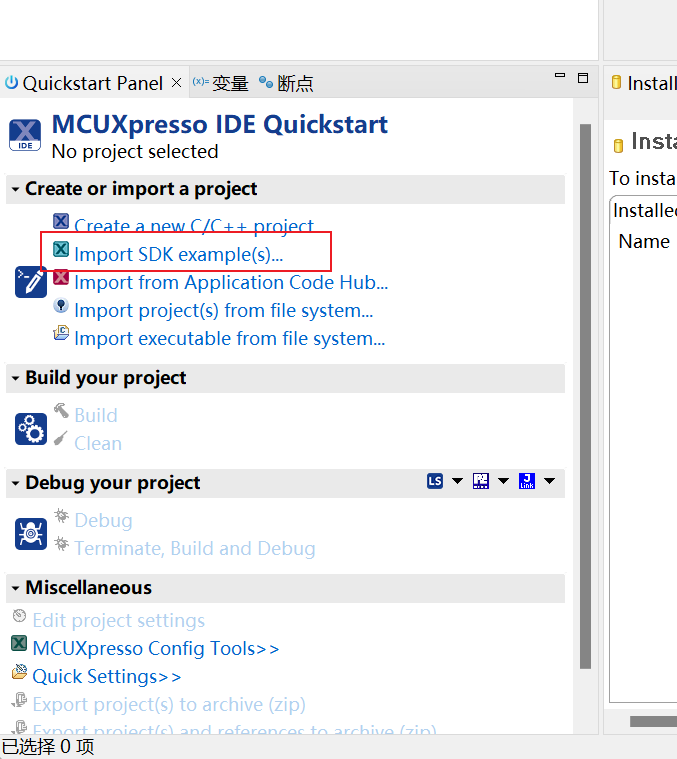 Quickstart Panel
(x)= 变量
断点
MCUXpresso IDE Quickstart
IDE
No project selected
Create or import a project
Create a new C/C++ project
Import SDK example(s)...
Import from Application Code Hub...
Import project(s) from file system...
Import executable from file system...
Build your project
Build
Clean
Debug your project
LS
J
Link
Debug
Terminate, Build and Debug
Miscellaneous
Edit project settings
MCUXpresso Config Tools>>
Quick Settings>>
Export project(s) to archive (zip)
Export project(s) and references to archive (zip)
已选择 0 项
Install
Insta
To insta
Installed
Name